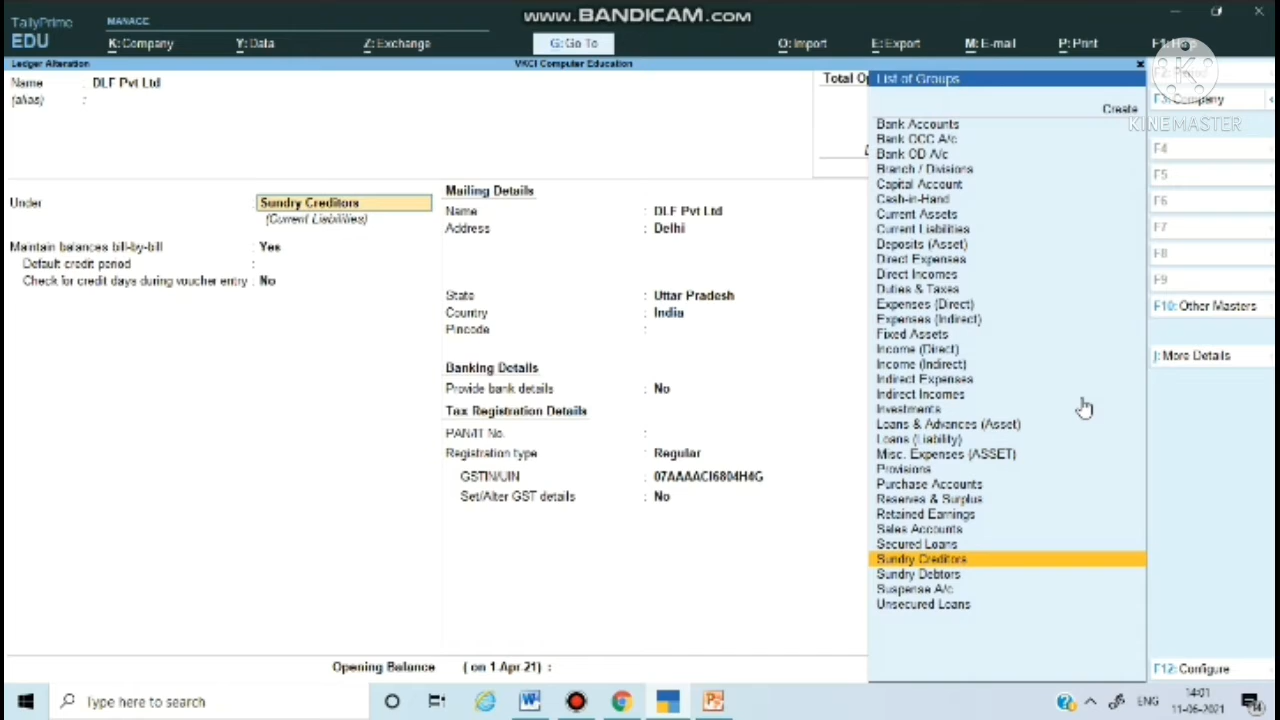 www.BANDICAM.com
TallyPrime
EDU
MANAGE
K: Company
Y: Data
Z: Exchange
G: Go To
O: Import
E: Export
M: E-mail
P: Print
F1: Help
Ledger Alteration
VKCI Computer Education
Name : DLF Pvt Ltd
(alias) :
Under
Sundry Creditors
(Current Liabilities)
Maintain balances bill-by-bill : Yes
Default credit period :
Check for credit days during voucher entry : No
Mailing Details
Name : DLF Pvt Ltd
Address : Delhi
State : Uttar Pradesh
Country : India
Pincode :
Banking Details
Provide bank details : No
Tax Registration Details
PAN/IT No. :
Registration type : Regular
GSTIN/UIN : 07AAACI6804H4G
Set/Alter GST details : No
Opening Balance ( on 1 Apr 21) :
Total Op
List of Groups
Create
Bank Accounts
Bank OCC A/c
Bank OD A/c
Branch / Divisions
Capital Account
Cash-in-Hand
Current Assets
Current Liabilities
Deposits (Asset)
Direct Expenses
Direct Incomes
Duties & Taxes
Expenses (Direct)
Expenses (Indirect)
Fixed Assets
Income (Direct)
Income (Indirect)
Indirect Expenses
Indirect Incomes
Investments
Loans & Advances (Asset)
Loans (Liability)
Misc. Expenses (ASSET)
Provisions
Purchase Accounts
Reserves & Surplus
Retained Earnings
Sales Accounts
Secured Loans
Sundry Creditors
Sundry Debtors
Suspense A/c
Unsecured Loans
K
F3: Company
KINEMASTER
F4
F5
F6
F7
F8
F9
F10: Other Masters
J: More Details
F12: Configure
Type here to search
ENG
14:01
11-06-2021